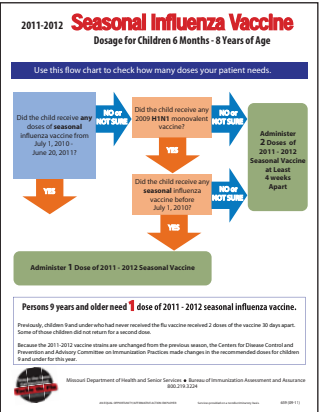 2011-2012 Seasonal Influenza Vaccine
Dosage for Children 6 Months - 8 Years of Age
Use this flow chart to check how many doses your patient needs.
Did the child receive any
doses of seasonal
influenza vaccine from
July 1, 2010 -
June 20, 2011?
NO or
NOT SURE
YES
Did the child receive any
2009 H1N1 monovalent
vaccine?
NO or
NOT SURE
YES
Did the child receive any
seasonal influenza
vaccine before
July 1, 2010?
NO or
NOT SURE
YES
Administer
2 Doses of
2011 - 2012
Seasonal Vaccine
at Least
4 weeks
Apart
Administer 1 Dose of 2011 - 2012 Seasonal Vaccine
Persons 9 years and older need 1 dose of 2011 - 2012 seasonal influenza vaccine.
Previously, children 9 and under who had never received the flu vaccine received 2 doses of the vaccine 30 days apart.
Some of those children did not return for a second dose.
Because the 2011-2012 vaccine strains are unchanged from the previous season, the Centers for Disease Control and
Prevention and Advisory Committee on Immunization Practices made changes in the recommended doses for children
9 and under for this year.
Missouri Department of Health and Senior Services • Bureau of Immunization Assessment and Assurance
800.219.3224